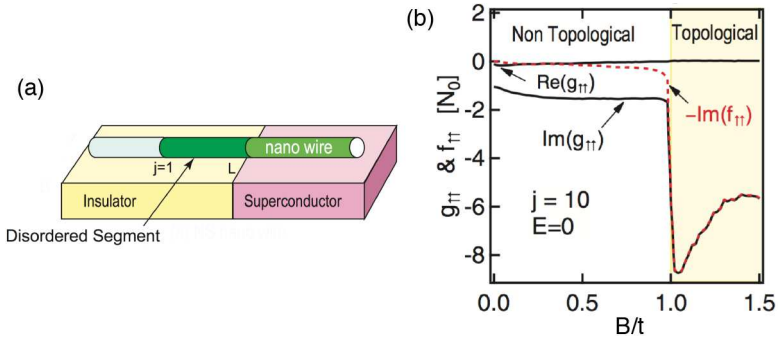 (a)
j=1
L
nano wire
Insulator
Superconductor
Disordered Segment
(b)
Non Topological
Topological
0
-2
-4
-6
-8
g↑↑ & f↑↑ [N₀]
Re(g↑↑)
-Im(f↑↑)
Im(g↑↑)
j = 10
E=0
0.0
0.5
1.0
1.5
B/t